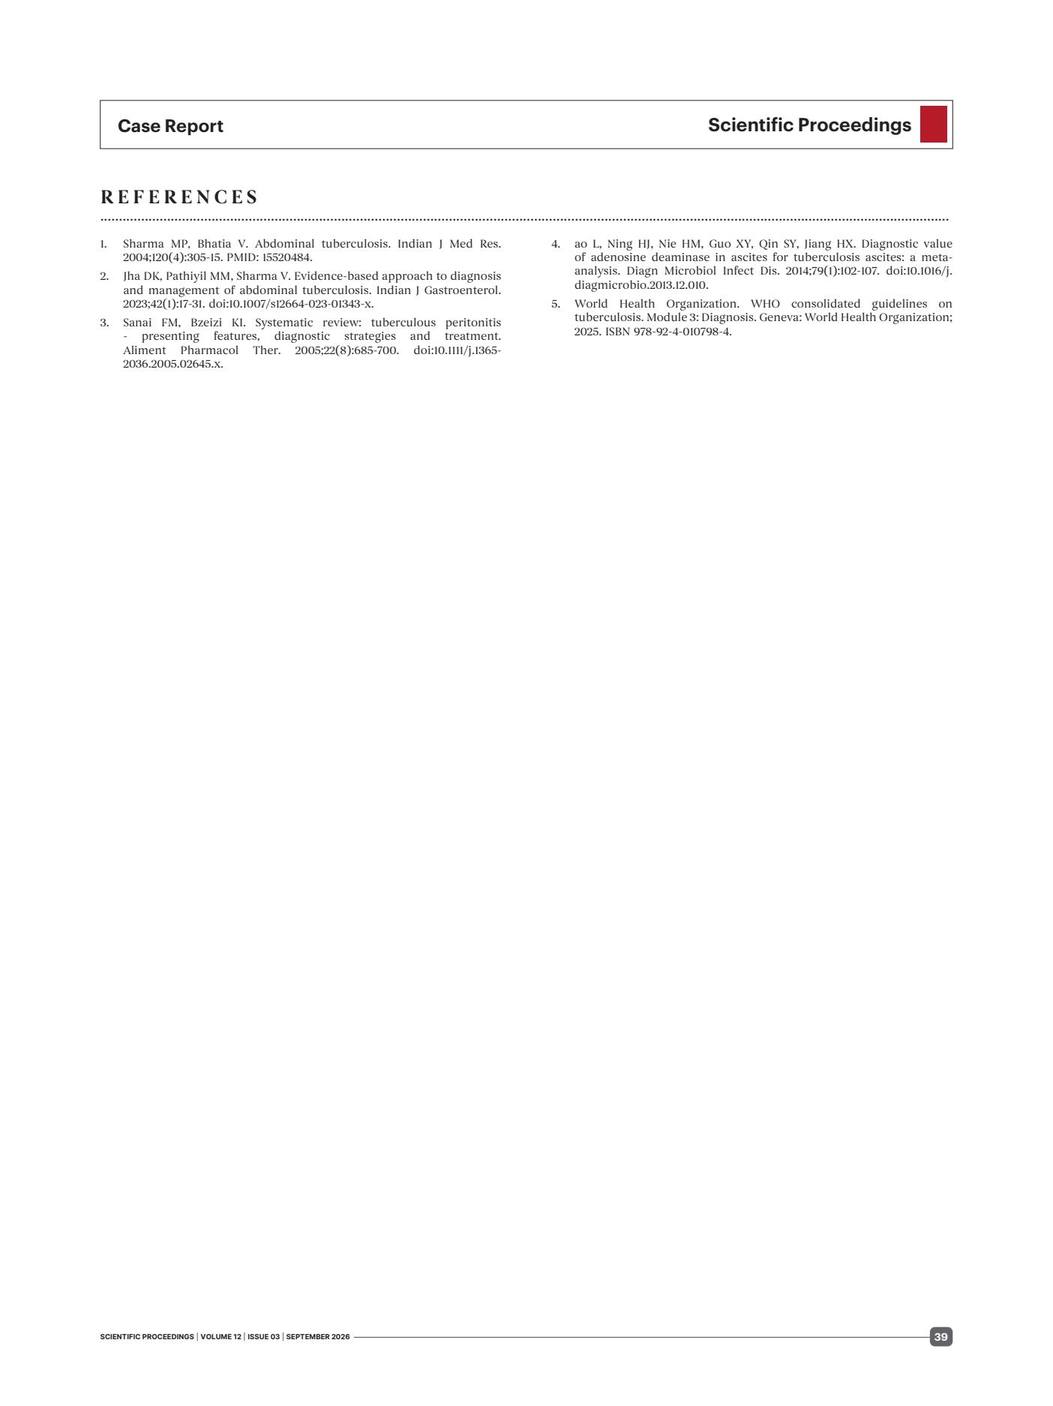 Case Report
Scientific Proceedings
REFERENCES
1. Sharma MP, Bhatia V. Abdominal tuberculosis. Indian J Med Res.
2004;120(4):305-15. PMID: 15520484.
2. Jha DK, Pathiyil MM, Sharma V. Evidence-based approach to diagnosis
and management of abdominal tuberculosis. Indian J Gastroenterol.
2023;42(1):17-31. doi:10.1007/s12664-023-01343-x.
3. Sanai FM, Bzeizi KI. Systematic review: tuberculous peritonitis
- presenting features, diagnostic strategies and treatment.
Aliment Pharmacol Ther. 2005;22(8):685-700. doi:10.1111/j.1365-
2036.2005.02645.x.
4. ao L, Ning HJ, Nie HM, Guo XY, Qin SY, Jiang HX. Diagnostic value
of adenosine deaminase in ascites for tuberculosis ascites: a meta-
analysis. Diagn Microbiol Infect Dis. 2014;79(1):102-107. doi:10.1016/j.
diagmicrobio.2013.12.010.
5. World Health Organization. WHO consolidated guidelines on
tuberculosis. Module 3: Diagnosis. Geneva: World Health Organization;
2025. ISBN 978-92-4-010798-4.
SCIENTIFIC PROCEEDINGS | VOLUME 12 | ISSUE 03 | SEPTEMBER 2026
39